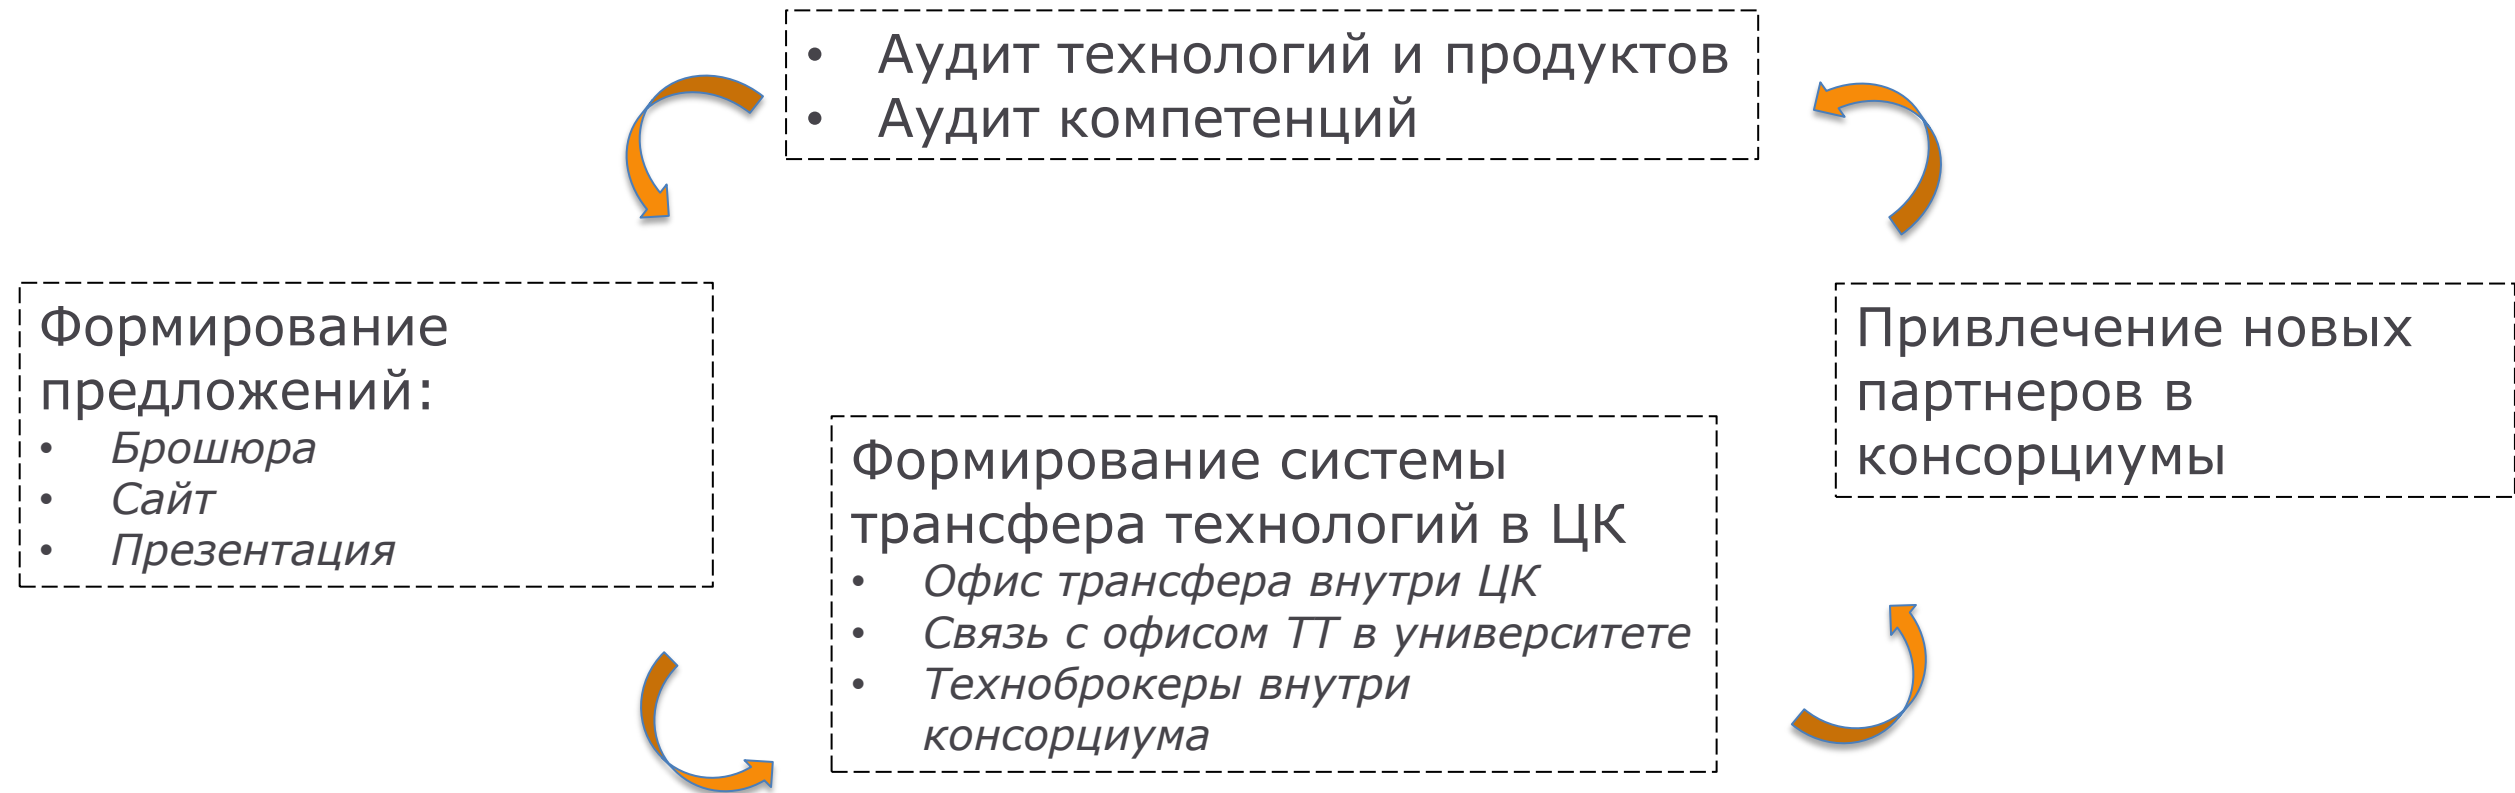 • Аудит технологий и продуктов
• Аудит компетенций
Формирование
предложений:
• Брошюра
• Сайт
• Презентация
Формирование системы
трансфера технологий в ЦК
• Офис трансфера внутри ЦК
• Связь с офисом ТТ в университете
• Техноброкеры внутри
консорциума
Привлечение новых
партнеров в
консорциумы